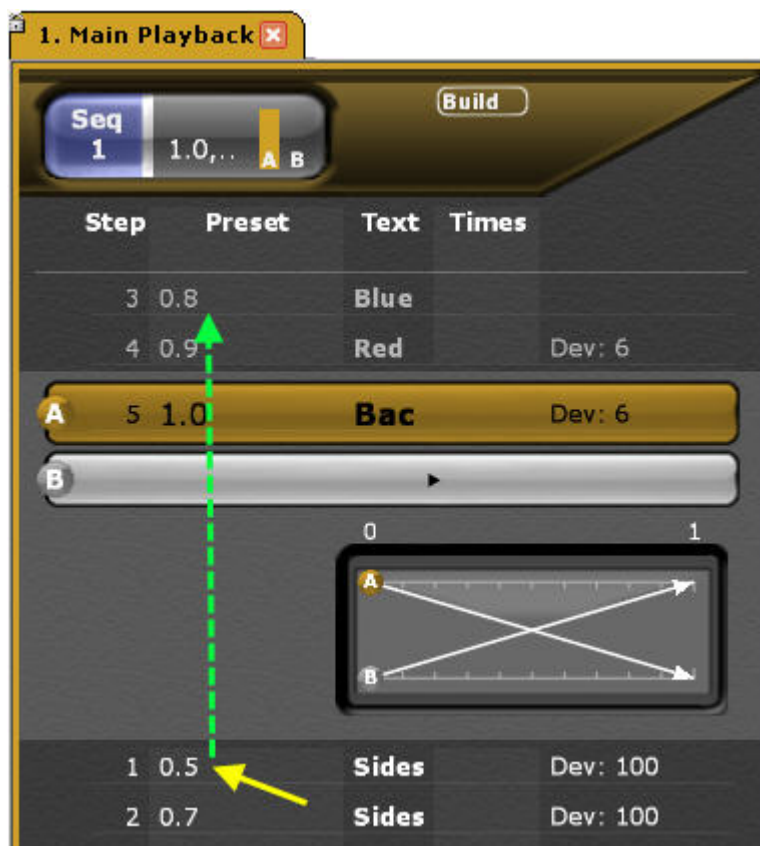 1. Main Playback
Build
Seq
1
1.0,..
A B
Step Preset Text Times
3 0.8 Blue
4 0.9 Red Dev: 6
A 5 1.0 Bac Dev: 6
B
0 1
A
B
1 0.5 Sides Dev: 100
2 0.7 Sides Dev: 100